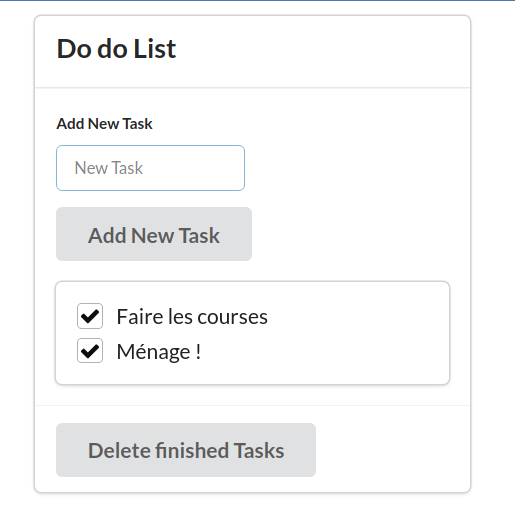 Do do List
Add New Task
New Task
Add New Task
Faire les courses
Ménage !
Delete finished Tasks